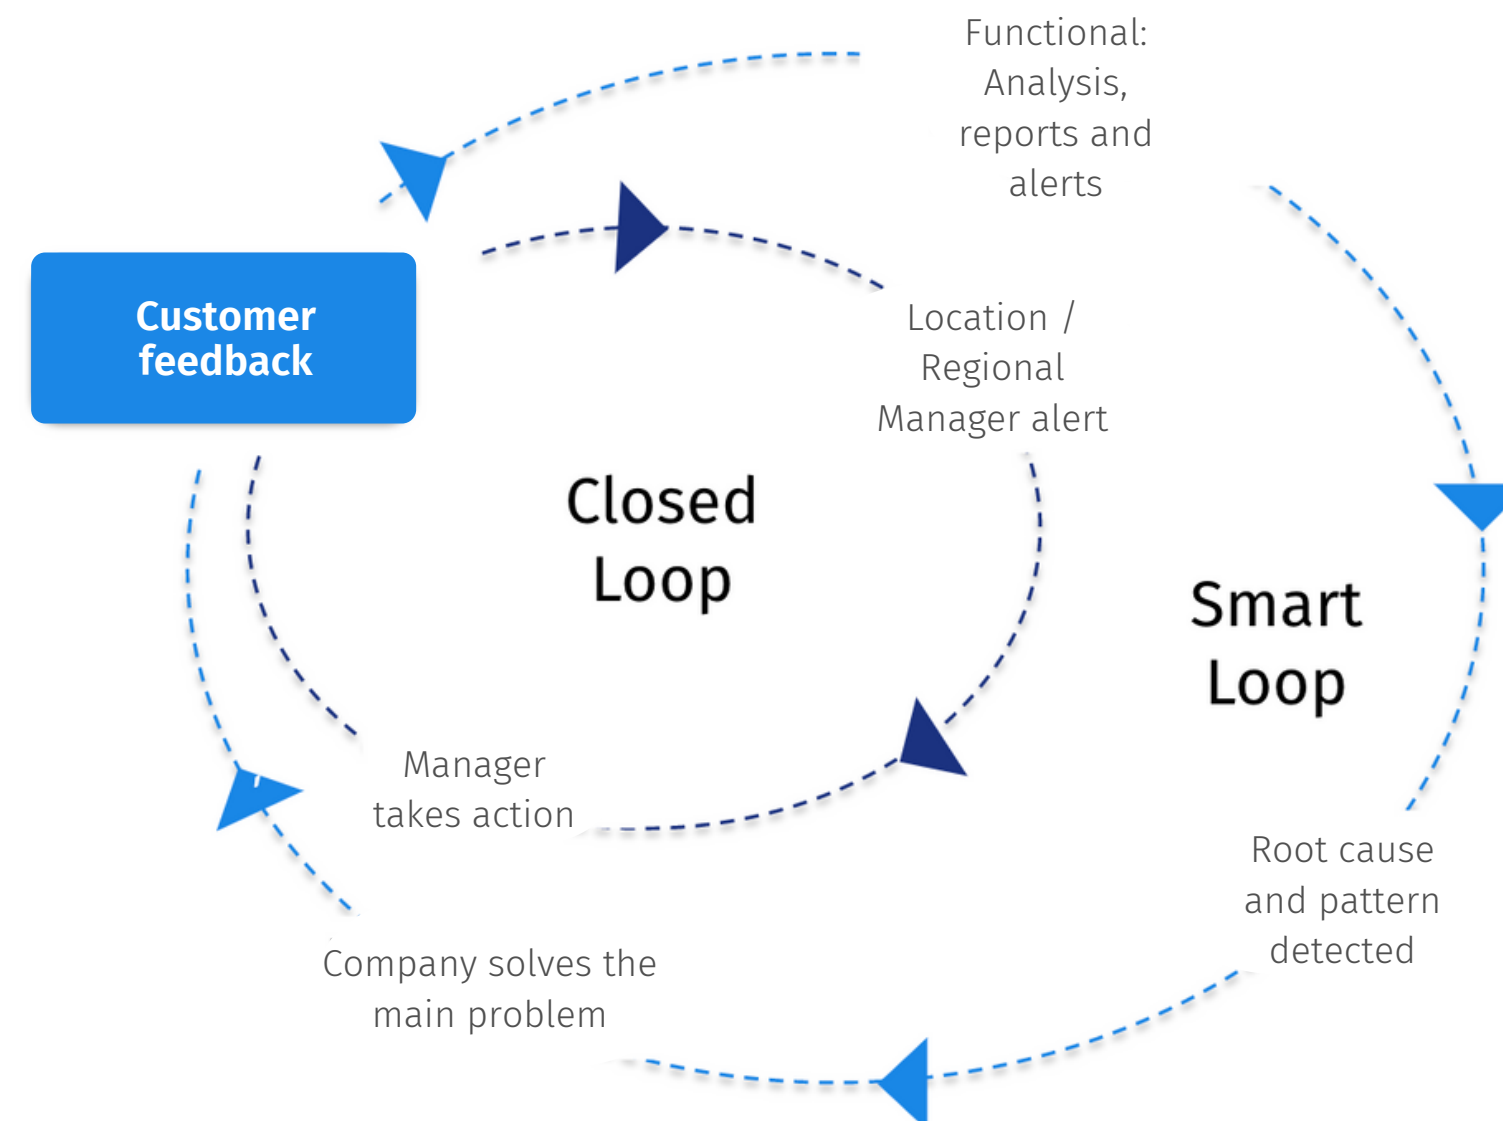 Functional:
Analysis,
reports and
alerts
Customer
feedback
Location /
Regional
Manager alert
Closed
Loop
Smart
Loop
Manager
takes action
Root cause
and pattern
detected
Company solves the
main problem